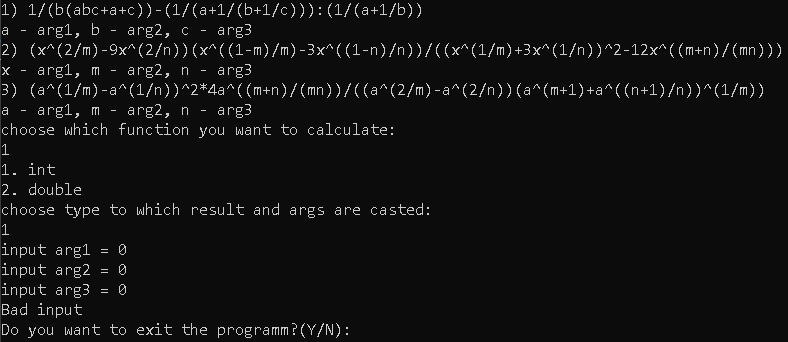 1) 1/(b(abc+a+c))-(1/(a+1/(b+1/c))):(1/(a+1/b))
a - arg1, b - arg2, c - arg3
2) (x^(2/m)-9x^(2/n))(x^((1-m)/m)-3x^((1-n)/n))/((x^(1/m)+3x^(1/n))^2-12x^((m+n)/(mn)))
x - arg1, m - arg2, n - arg3
3) (a^(1/m)-a^(1/n))^2*4a^((m+n)/(mn))/((a^(2/m)-a^(2/n))(a^(m+1)+a^((n+1)/n))^(1/m))
a - arg1, m - arg2, n - arg3
choose which function you want to calculate:
1
1. int
2. double
choose type to which result and args are casted:
1
input arg1 = 0
input arg2 = 0
input arg3 = 0
Bad input
Do you want to exit the programm?(Y/N):